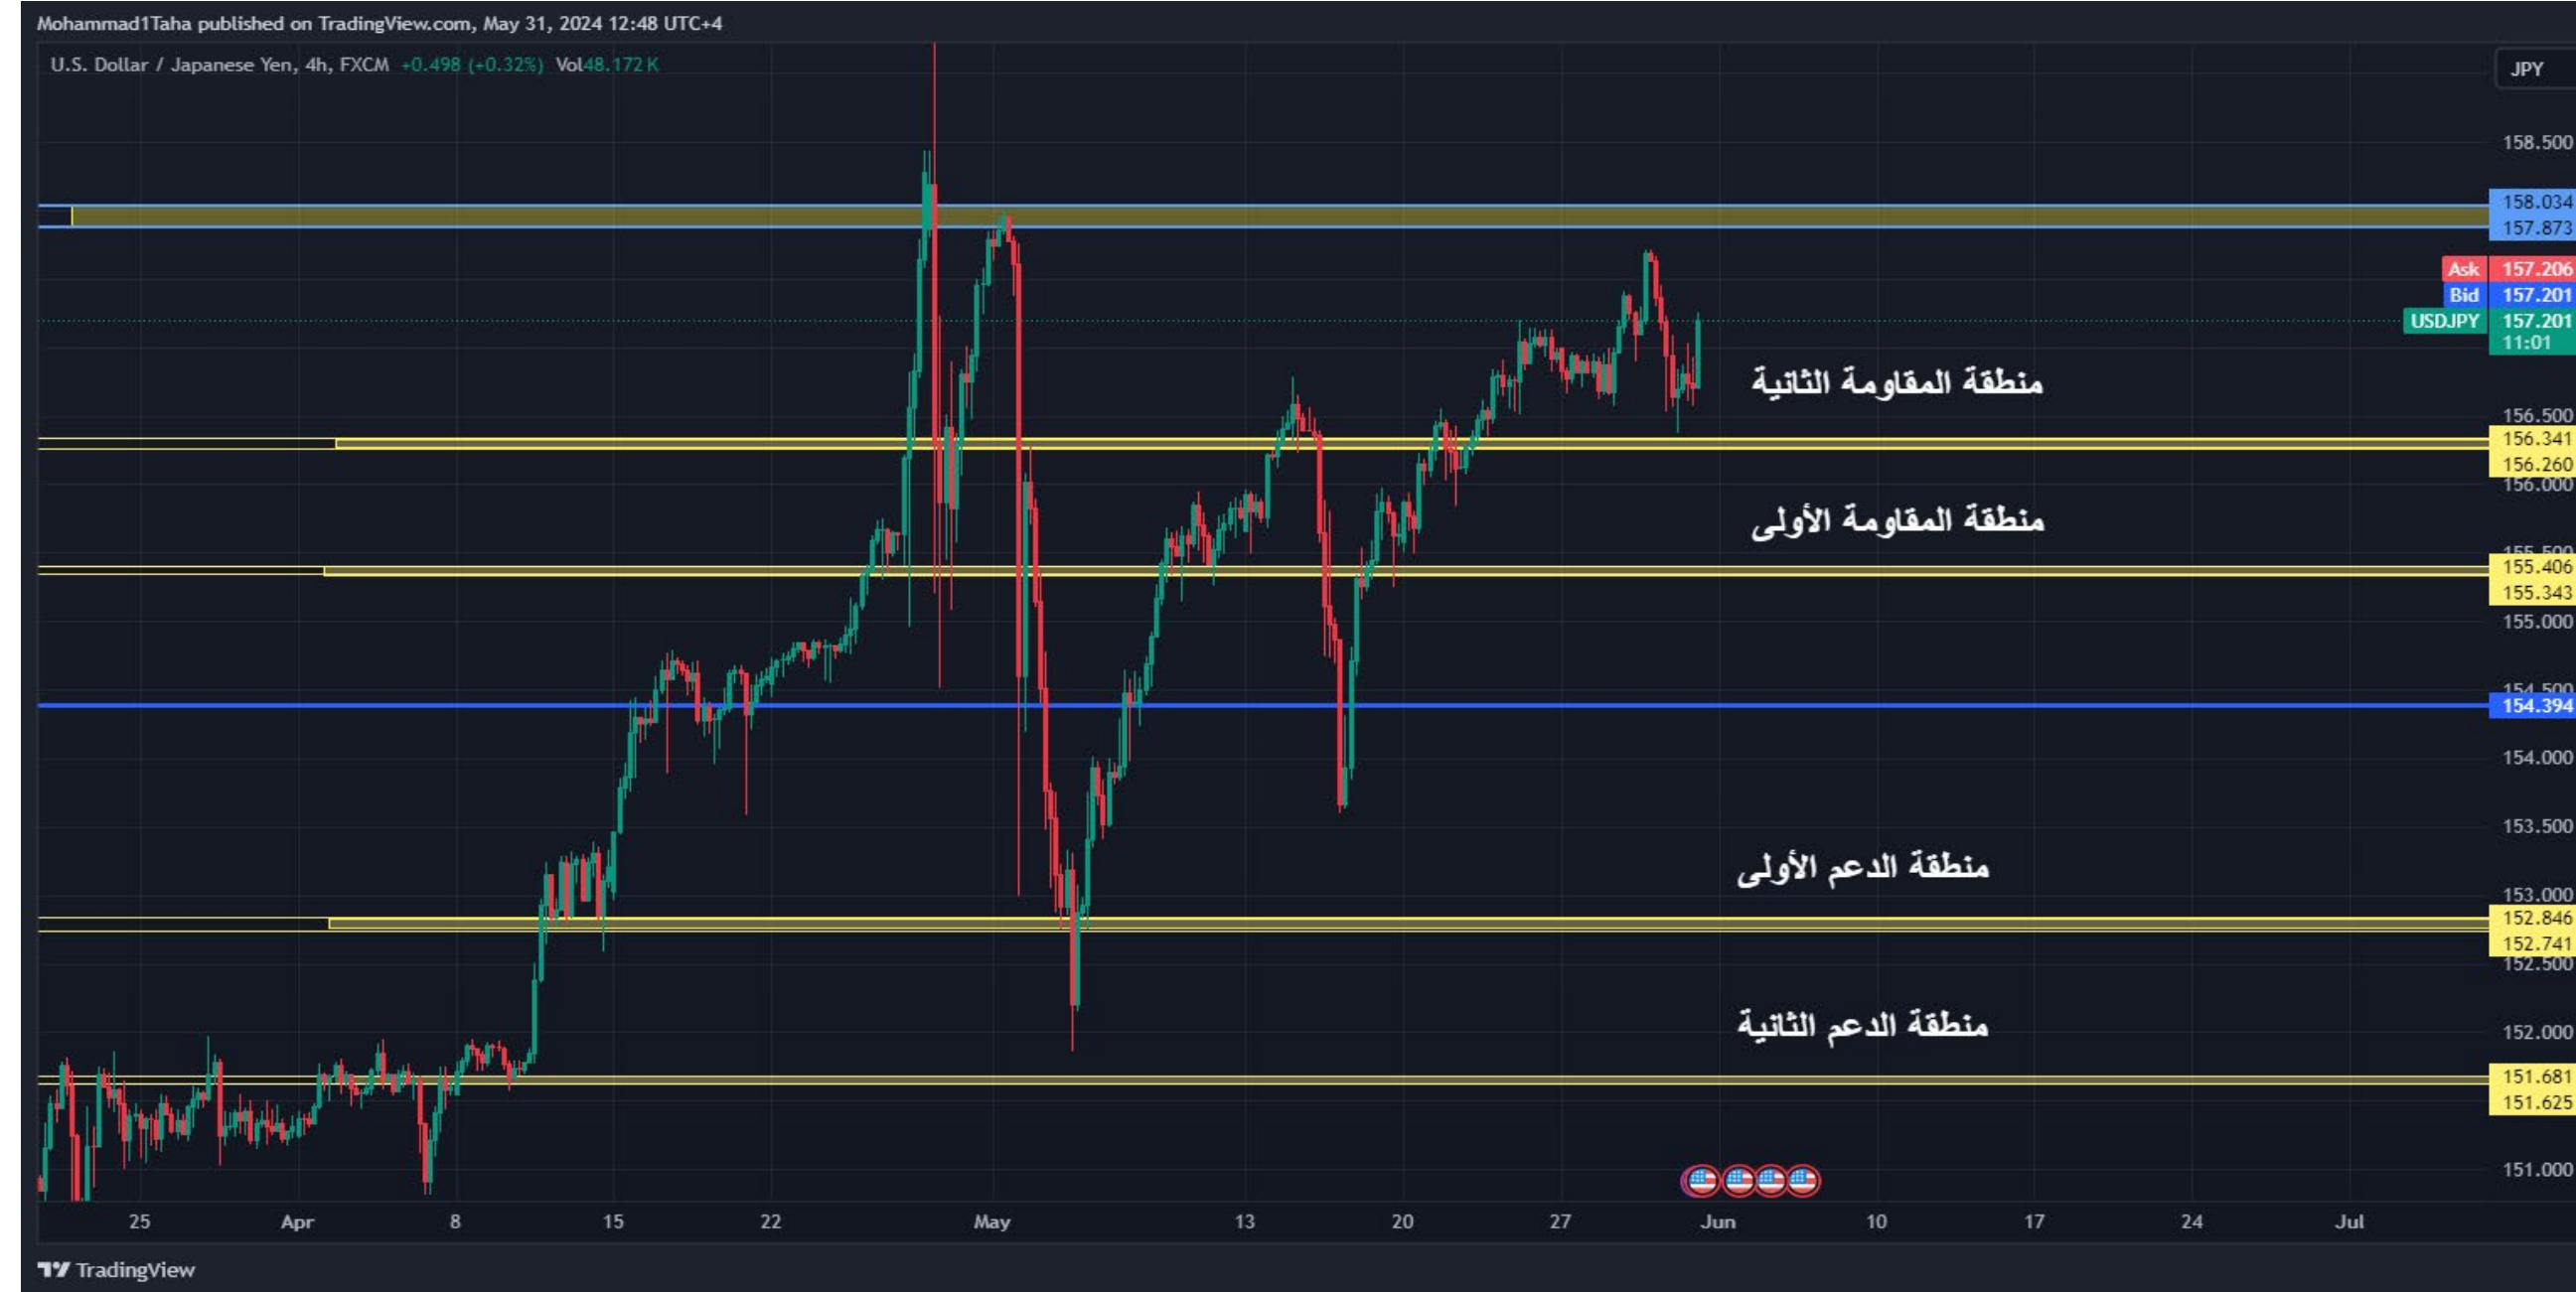 Mohammad1Taha published on TradingView.com, May 31, 2024 12:48 UTC+4
U.S. Dollar / Japanese Yen, 4h, FXCM +0.498 (+0.32%) Vol48.172 K
JPY
158.500
158.034
157.873
Ask 157.206
Bid 157.201
USDJPY 157.201
11:01
منطقة المقاومة الثانية
156.500
156.341
156.260
156.000
منطقة المقاومة الأولى
155.500
155.406
155.343
155.000
154.500
154.394
154.000
153.500
منطقة الدعم الأولى
153.000
152.846
152.741
152.500
منطقة الدعم الثانية
152.000
151.681
151.625
151.000
25 Apr 8 15 22 May 13 20 27 Jun 10 17 24 Jul
TradingView